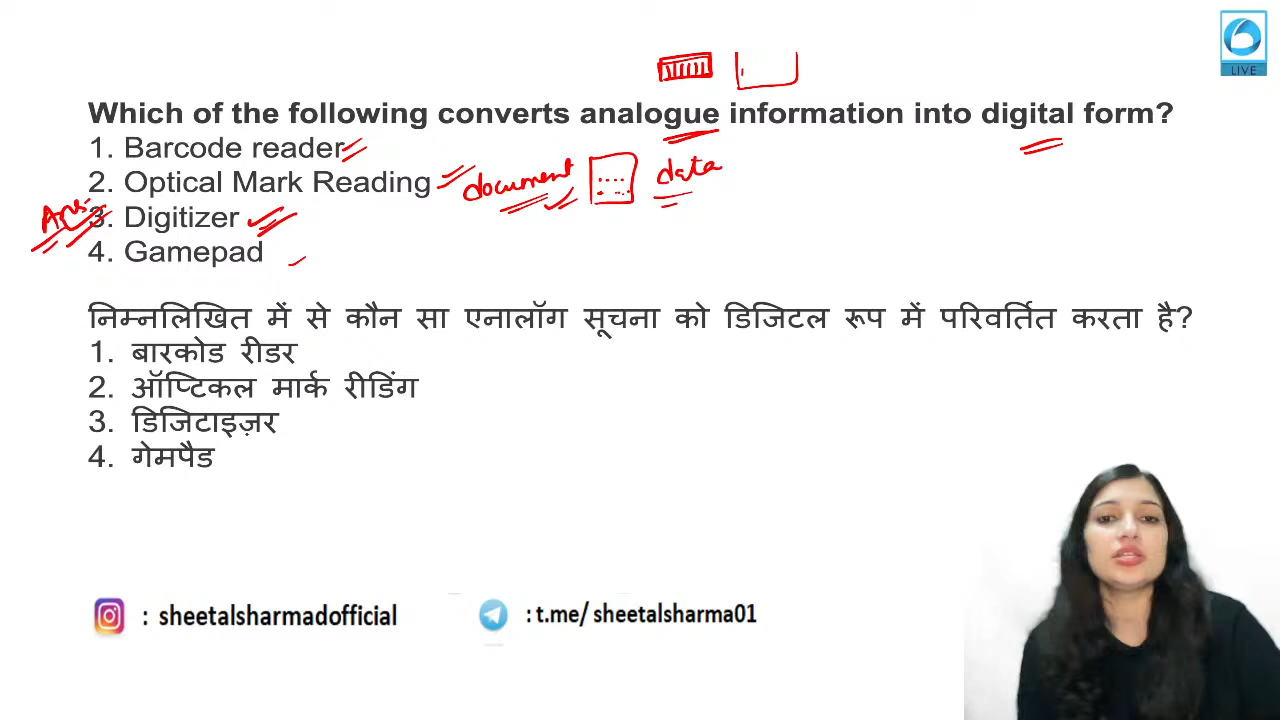 LIVE
Which of the following converts analogue information into digital form?
1. Barcode reader
2. Optical Mark Reading document data
Ans. 3. Digitizer
4. Gamepad
निम्नलिखित में से कौन सा एनालॉग सूचना को डिजिटल रूप में परिवर्तित करता है?
1. बारकोड रीडर
2. ऑप्टिकल मार्क रीडिंग
3. डिजिटाइज़र
4. गेमपैड
: sheetalsharmadofficial : t.me/ sheetalsharma01